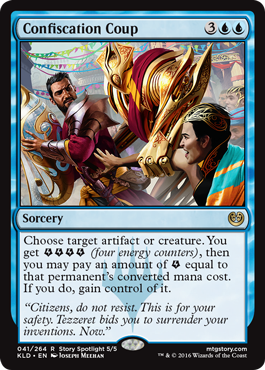 Confiscation Coup 3
Sorcery
Choose target artifact or creature. You
get (four energy counters), then
you may pay an amount of equal to
that permanent's converted mana cost.
If you do, gain control of it.
"Citizens, do not resist. This is for your
safety. Tezzeret bids you to surrender your
inventions. Now."
041/264 R Story Spotlight 5/5 mtgstory.com
KLD • EN Joseph Meehan ™ & © 2016 Wizards of the Coast